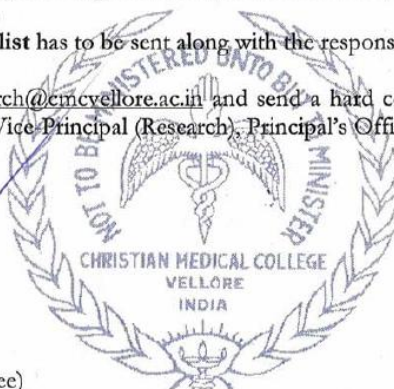 list has to be sent along with the respons
rch@cmcvellore.ac.in and send a hard c
Vice-Principal (Research), Principal's Offi
NOT TO BE MINISTERED UNTO BUT TO MINISTER
CHRISTIAN MEDICAL COLLEGE
VELLORE
INDIA
ee)